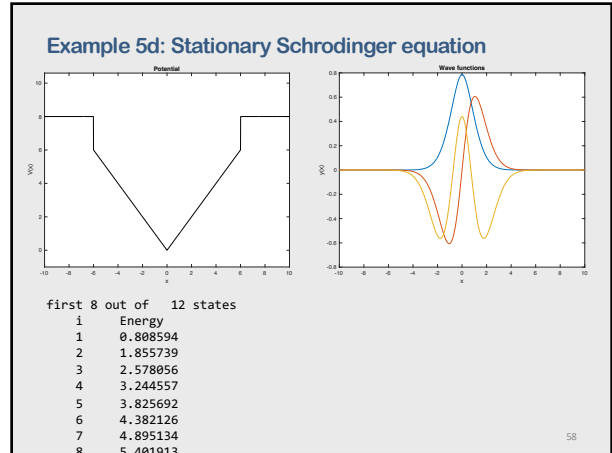 Example 5d: Stationary Schrodinger equation
Potential
10
8
6
4
2
0
V(x)
-10 -8 -6 -4 -2 0 2 4 6 8 10
x
Wave functions
0.8
0.6
0.4
0.2
0
-0.2
-0.4
-0.6
-0.8
y(x)
-10 -8 -6 -4 -2 0 2 4 6 8 10
x
first 8 out of 12 states
i Energy
1 0.808594
2 1.855739
3 2.578056
4 3.244557
5 3.825692
6 4.382126
7 4.895134
8 5.401913
58